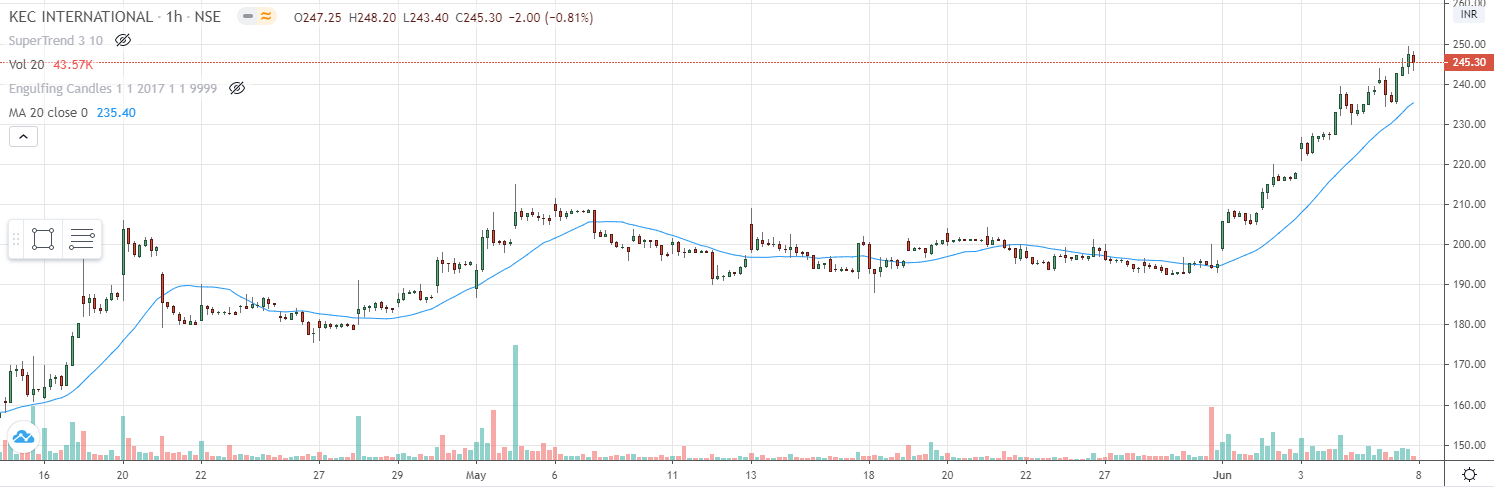 KEC INTERNATIONAL · 1h · NSE O247.25 H248.20 L243.40 C245.30 −2.00 (−0.81%)
SuperTrend 3 10
Vol 20 43.57K
Engulfing Candles 1 1 2017 1 1 9999
MA 20 close 0 235.40
260.00
INR
250.00
245.30
240.00
230.00
220.00
210.00
200.00
190.00
180.00
170.00
160.00
150.00
16 20 22 27 29 May 6 11 13 18 20 22 27 Jun 3 8